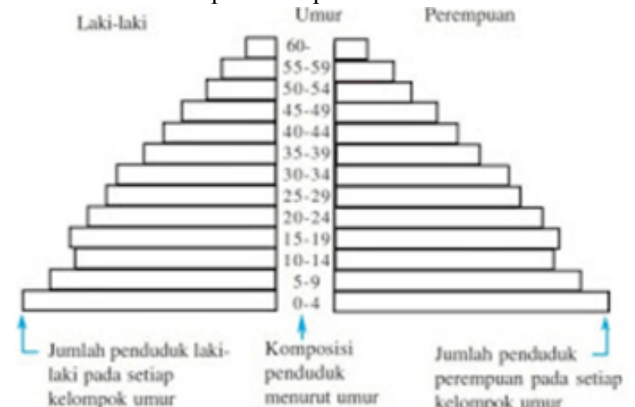 Laki-laki
Umur
Perempuan
60-
55-59
50-54
45-49
40-44
35-39
30-34
25-29
20-24
15-19
10-14
5-9
0-4
Jumlah penduduk laki-
laki pada setiap
kelompok umur
Komposisi
penduduk
menurut umur
Jumlah penduduk
perempuan pada setiap
kelompok umur